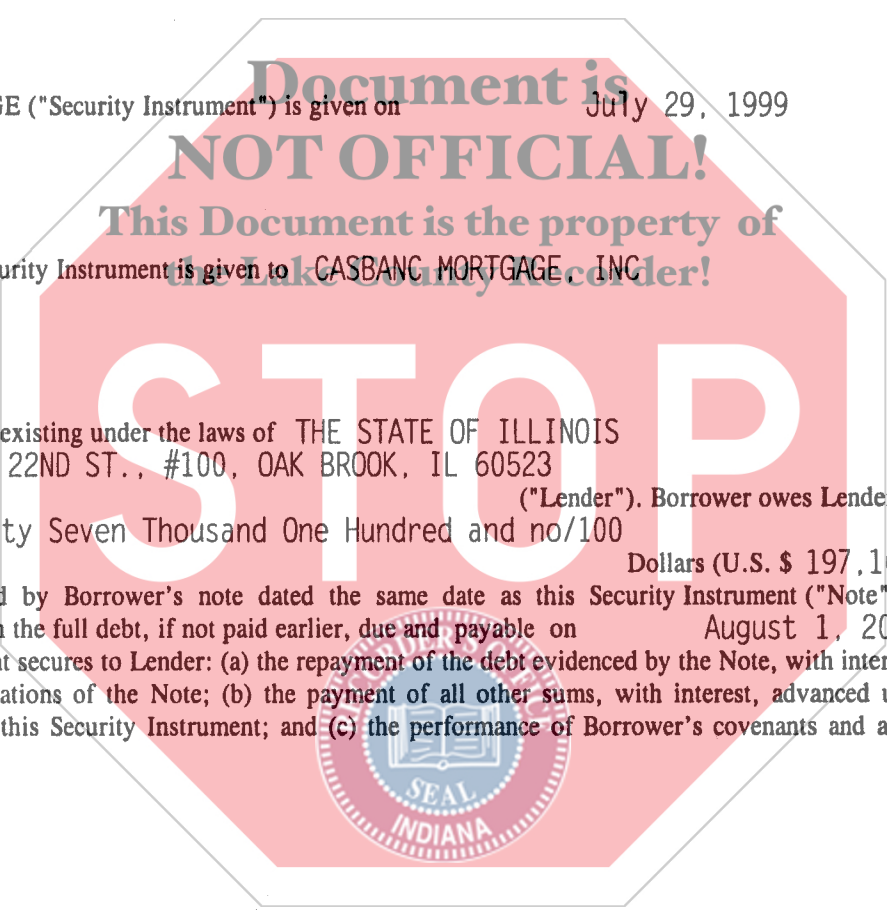 Document is
GE ("Security Instrument") is given on July 29, 1999
NOT OFFICIAL!
This Document is the property of
urity Instrument is given to CASBANC MORTGAGE, INC
the Lake County Recorder!
STOP
existing under the laws of THE STATE OF ILLINOIS
22ND ST., #100, OAK BROOK, IL 60523
("Lender"). Borrower owes Lende
ty Seven Thousand One Hundred and no/100
Dollars (U.S. $ 197,1
d by Borrower's note dated the same date as this Security Instrument ("Note"
the full debt, if not paid earlier, due and payable on August 1, 20
t secures to Lender: (a) the repayment of the debt evidenced by the Note, with inter
ations of the Note; (b) the payment of all other sums, with interest, advanced u
this Security Instrument; and (c) the performance of Borrower's covenants and a
RECORDER'S OFFICE
SEAL
INDIANA